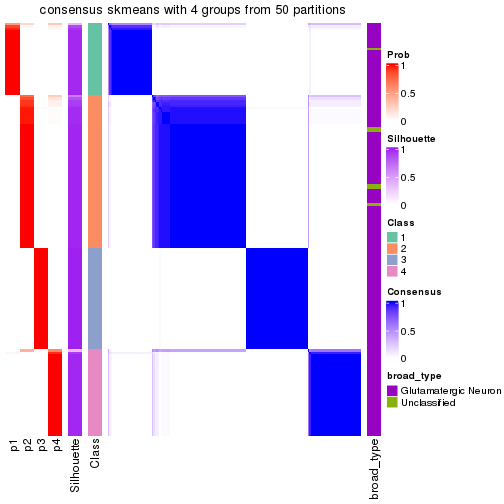 consensus skmeans with 4 groups from 50 partitions
Prob
1
0.5
0
Silhouette
1
0.5
0
Class
1
2
3
4
Consensus
1
0.5
0
broad_type
Glutamatergic Neuron
Unclassified
p1
p2
p3
p4
Silhouette
Class
broad_type